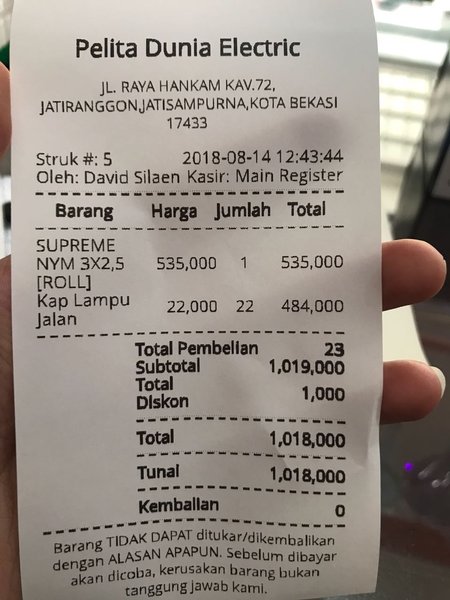 Pelita Dunia Electric
JL. RAYA HANKAM KAV.72,
JATIRANGGON,JATISAMPURNA,KOTA BEKASI
17433
Struk #: 5 2018-08-14 12:43:44
Oleh: David Silaen Kasir: Main Register
Barang Harga Jumlah Total
SUPREME
NYM 3X2,5 535,000 1 535,000
[ROLL]
Kap Lampu 22,000 22 484,000
Jalan
Total Pembelian 23
Subtotal 1,019,000
Total
Diskon 1,000
Total 1,018,000
Tunai 1,018,000
Kembalian 0
Barang TIDAK DAPAT ditukar/dikembalikan
dengan ALASAN APAPUN. Sebelum dibayar
akan dicoba, kerusakan barang bukan
tanggung jawab kami.